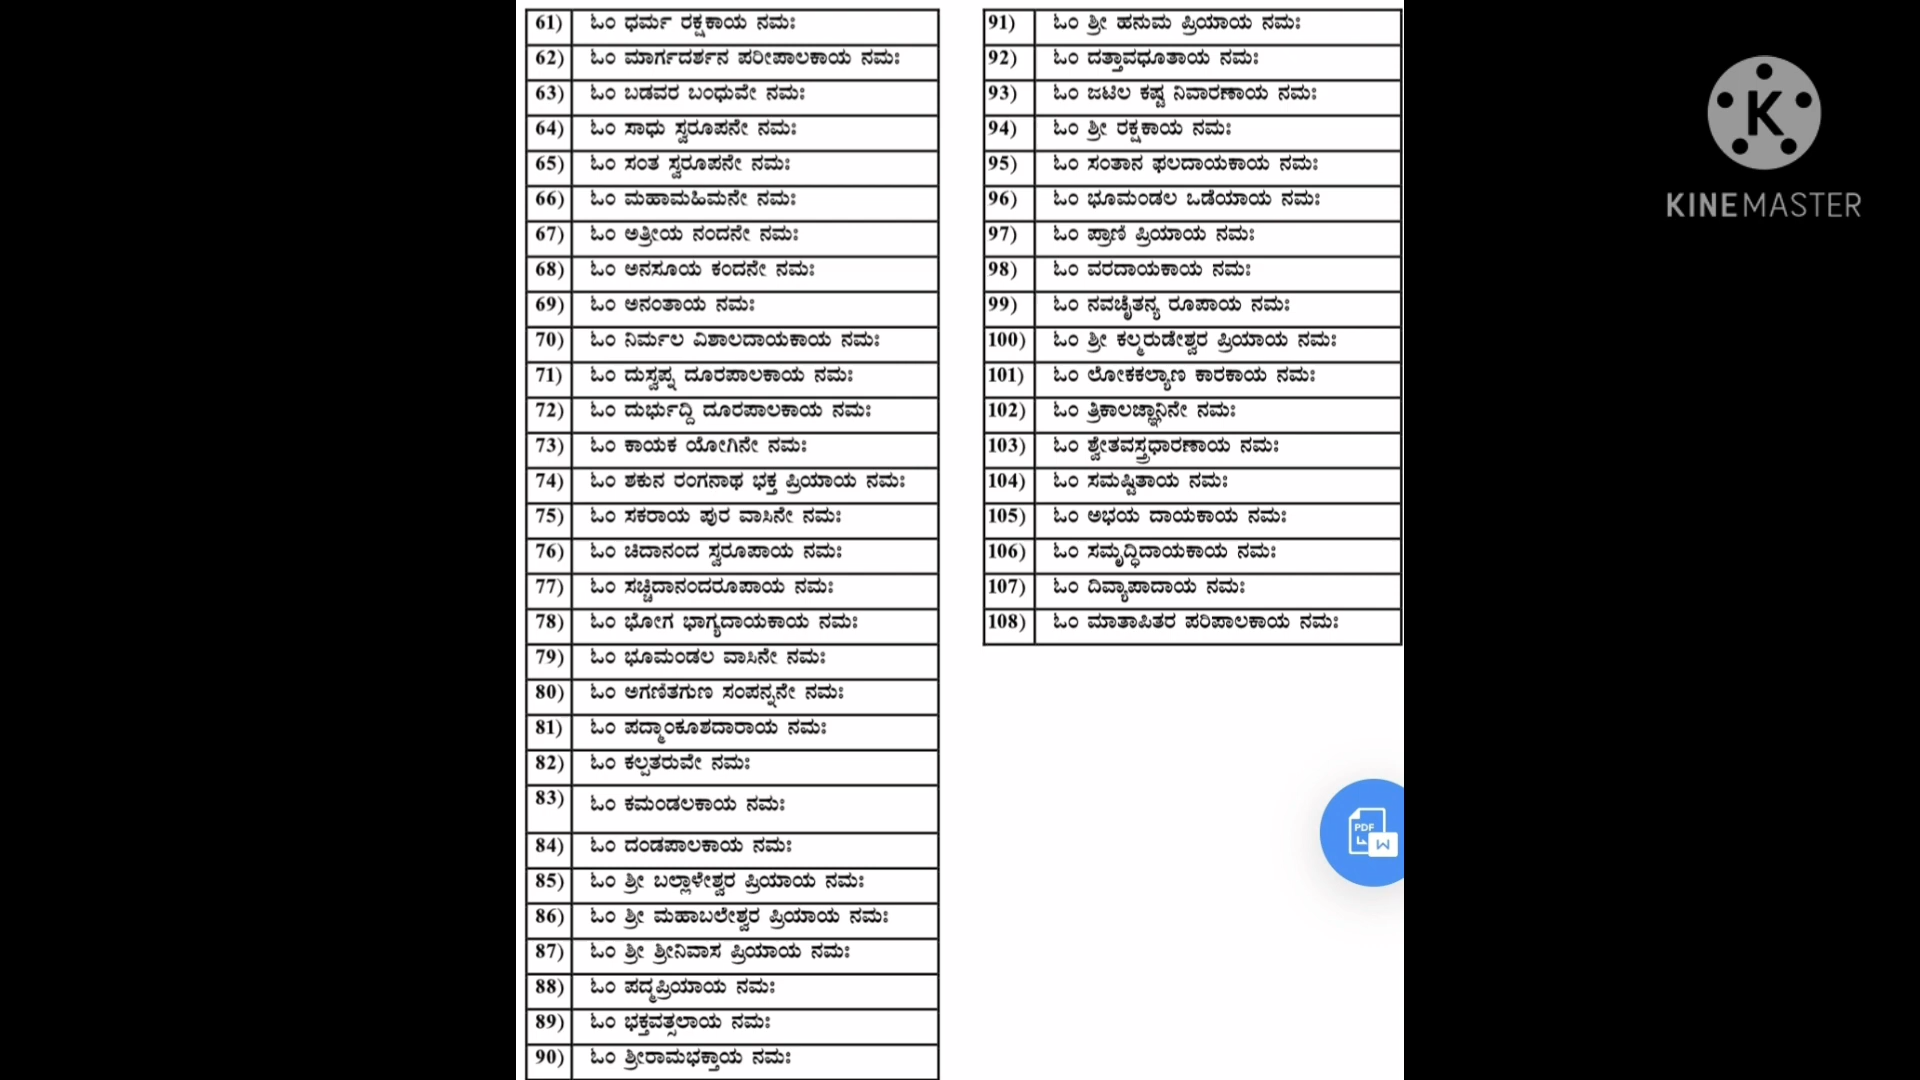 61) ಓಂ ಧರ್ಮ ರಕ್ಷಕಾಯ ನಮಃ
62) ಓಂ ಮಾರ್ಗದರ್ಶನ ಪರೀಪಾಲಕಾಯ ನಮಃ
63) ಓಂ ಬಡವರ ಬಂಧುವೇ ನಮಃ
64) ಓಂ ಸಾಧು ಸ್ವರೂಪನೇ ನಮಃ
65) ಓಂ ಸಂತ ಸ್ವರೂಪನೇ ನಮಃ
66) ಓಂ ಮಹಾಮಹಿಮನೇ ನಮಃ
67) ಓಂ ಅತ್ರೀಯ ನಂದನೇ ನಮಃ
68) ಓಂ ಅನಸೂಯ ಕಂದನೇ ನಮಃ
69) ಓಂ ಅನಂತಾಯ ನಮಃ
70) ಓಂ ನಿರ್ಮಲ ವಿಶಾಲದಾಯಕಾಯ ನಮಃ
71) ಓಂ ದುಸ್ವಪ್ನ ದೂರಪಾಲಕಾಯ ನಮಃ
72) ಓಂ ದುರ್ಭುದ್ದಿ ದೂರಪಾಲಕಾಯ ನಮಃ
73) ಓಂ ಕಾಯಕ ಯೋಗಿನೇ ನಮಃ
74) ಓಂ ಶಕುನ ರಂಗನಾಥ ಭಕ್ತ ಪ್ರಿಯಾಯ ನಮಃ
75) ಓಂ ಸಕರಾಯ ಪುರ ವಾಸಿನೇ ನಮಃ
76) ಓಂ ಚಿದಾನಂದ ಸ್ವರೂಪಾಯ ನಮಃ
77) ಓಂ ಸಚ್ಚಿದಾನಂದರೂಪಾಯ ನಮಃ
78) ಓಂ ಭೋಗ ಭಾಗ್ಯದಾಯಕಾಯ ನಮಃ
79) ಓಂ ಭೂಮಂಡಲ ವಾಸಿನೇ ನಮಃ
80) ಓಂ ಅಗಣಿತಗುಣ ಸಂಪನ್ನನೇ ನಮಃ
81) ಓಂ ಪದ್ಮಾಂಕೂಶದಾರಾಯ ನಮಃ
82) ಓಂ ಕಲ್ಪತರುವೇ ನಮಃ
83) ಓಂ ಕಮಂಡಲಕಾಯ ನಮಃ
84) ಓಂ ದಂಡಪಾಲಕಾಯ ನಮಃ
85) ಓಂ ಶ್ರೀ ಬಲ್ಲಾಳೇಶ್ವರ ಪ್ರಿಯಾಯ ನಮಃ
86) ಓಂ ಶ್ರೀ ಮಹಾಬಲೇಶ್ವರ ಪ್ರಿಯಾಯ ನಮಃ
87) ಓಂ ಶ್ರೀ ಶ್ರೀನಿವಾಸ ಪ್ರಿಯಾಯ ನಮಃ
88) ಓಂ ಪದ್ಮಪ್ರಿಯಾಯ ನಮಃ
89) ಓಂ ಭಕ್ತವತ್ಸಲಾಯ ನಮಃ
90) ಓಂ ಶ್ರೀರಾಮಭಕ್ತಾಯ ನಮಃ
91) ಓಂ ಶ್ರೀ ಹನುಮ ಪ್ರಿಯಾಯ ನಮಃ
92) ಓಂ ದತ್ತಾವಧೂತಾಯ ನಮಃ
93) ಓಂ ಜಟಿಲ ಕಷ್ಟ ನಿವಾರಣಾಯ ನಮಃ
94) ಓಂ ಶ್ರೀ ರಕ್ಷಕಾಯ ನಮಃ
95) ಓಂ ಸಂತಾನ ಫಲದಾಯಕಾಯ ನಮಃ
96) ಓಂ ಭೂಮಂಡಲ ಒಡೆಯಾಯ ನಮಃ
97) ಓಂ ಪ್ರಾಣಿ ಪ್ರಿಯಾಯ ನಮಃ
98) ಓಂ ವರದಾಯಕಾಯ ನಮಃ
99) ಓಂ ನವಚೈತನ್ಯ ರೂಪಾಯ ನಮಃ
100) ಓಂ ಶ್ರೀ ಕಲ್ಮರುಡೇಶ್ವರ ಪ್ರಿಯಾಯ ನಮಃ
101) ಓಂ ಲೋಕಕಲ್ಯಾಣ ಕಾರಕಾಯ ನಮಃ
102) ಓಂ ತ್ರಿಕಾಲಜ್ಞಾನಿನೇ ನಮಃ
103) ಓಂ ಶ್ವೇತವಸ್ತ್ರಧಾರಣಾಯ ನಮಃ
104) ಓಂ ಸಮಷ್ಟಿತಾಯ ನಮಃ
105) ಓಂ ಅಭಯ ದಾಯಕಾಯ ನಮಃ
106) ಓಂ ಸಮೃದ್ಧಿದಾಯಕಾಯ ನಮಃ
107) ಓಂ ದಿವ್ಯಾಪಾದಾಯ ನಮಃ
108) ಓಂ ಮಾತಾಪಿತರ ಪರಿಪಾಲಕಾಯ ನಮಃ
K
KINEMASTER
PDF
W